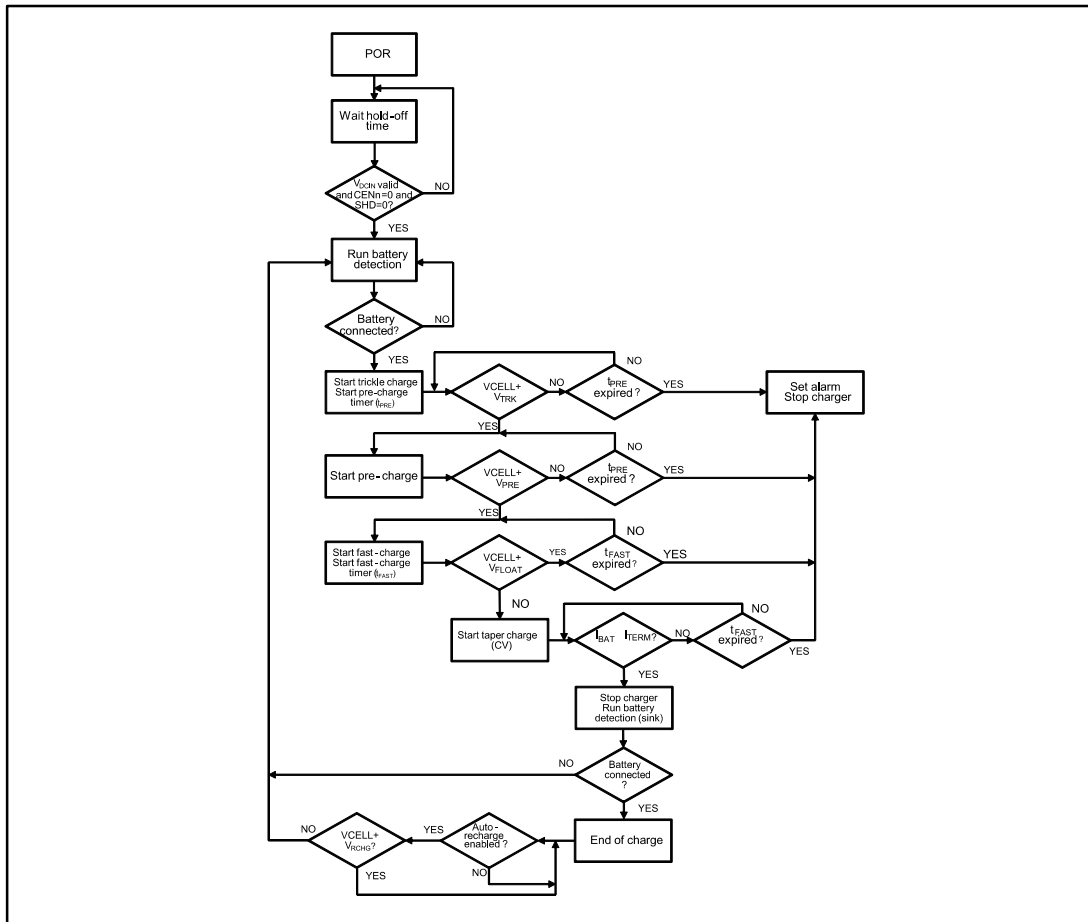 POR
Wait hold-off
time
VDCIN valid
and CENn=0 and
SHD=0?
NO
YES
Run battery
detection
Battery
connected?
NO
YES
Start trickle charge
Start pre-charge
timer (tPRE)
VCELL+
VTRK
NO
YES
tPRE
expired ?
NO
YES
Set alarm
Stop charger
Start pre-charge
VCELL+
VPRE
NO
YES
tPRE
expired ?
NO
YES
Start fast-charge
Start fast-charge
timer (tFAST)
VCELL+
VFLOAT
YES
NO
tFAST
expired?
NO
YES
Start taper charge
(CV)
IBAT ITERM?
NO
YES
tFAST
expired ?
NO
YES
Stop charger
Run battery
detection (sink)
Battery
connected
?
NO
YES
End of charge
Auto-
recharge
enabled ?
YES
NO
VCELL+
VRCHG?
NO
YES